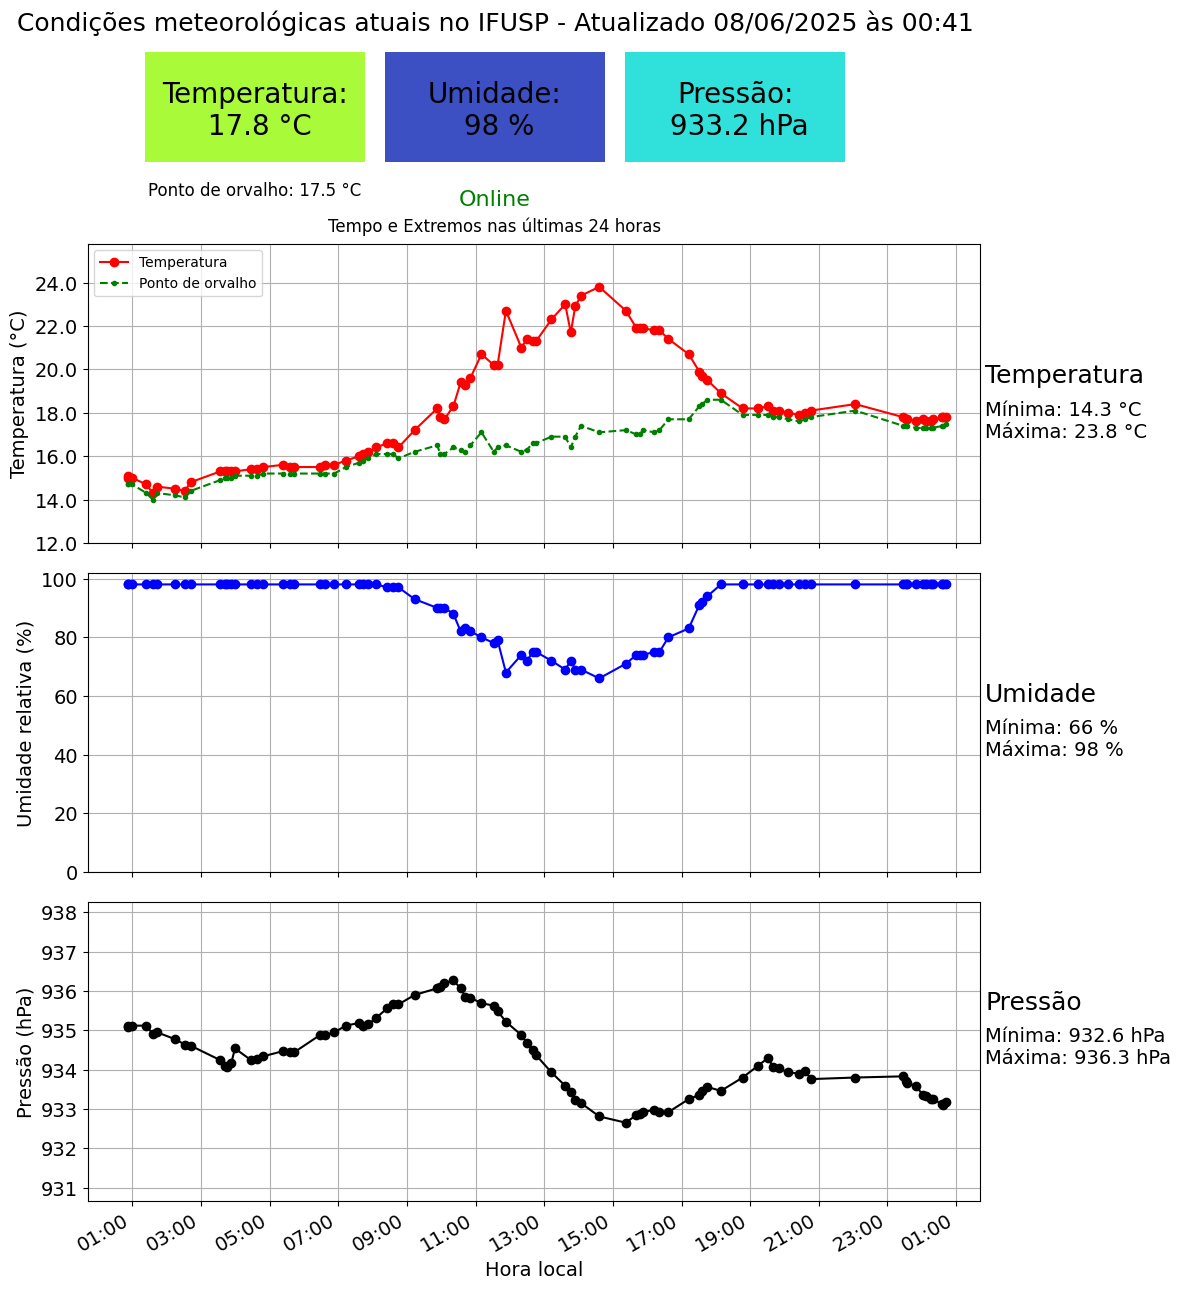 Condições meteorológicas atuais no IFUSP - Atualizado 08/06/2025 às 00:41
Temperatura:
17.8 °C
Umidade:
98 %
Pressão:
933.2 hPa
Ponto de orvalho: 17.5 °C
Online
Tempo e Extremos nas últimas 24 horas
Temperatura
Ponto de orvalho
Temperatura (°C)
24.0
22.0
20.0
18.0
16.0
14.0
12.0
Temperatura
Mínima: 14.3 °C
Máxima: 23.8 °C
Umidade relativa (%)
100
80
60
40
20
0
Umidade
Mínima: 66 %
Máxima: 98 %
Pressão (hPa)
938
937
936
935
934
933
932
931
Pressão
Mínima: 932.6 hPa
Máxima: 936.3 hPa
01:00 03:00 05:00 07:00 09:00 11:00 13:00 15:00 17:00 19:00 21:00 23:00 01:00
Hora local